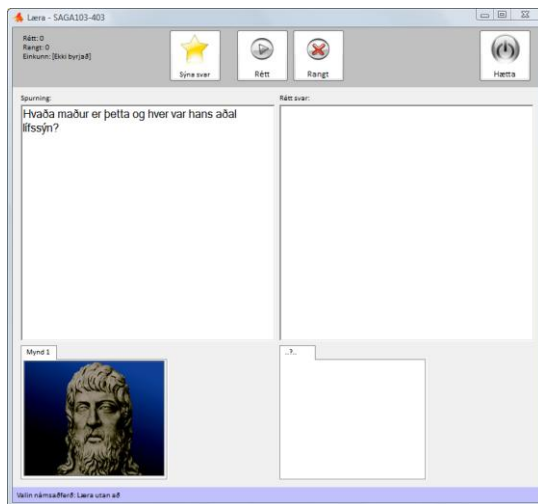 Læra - SAGA103-403
Rétt: 0
Rangt: 0
Einkunn: [Ekki byrjað]
Sýna svar
Rétt
Rangt
Hætta
Spurning:
Hvaða maður er þetta og hver var hans aðal
lífssýn?
Rétt svar:
Mynd 1
..?..
Valin námsaðferð: Læra utan að